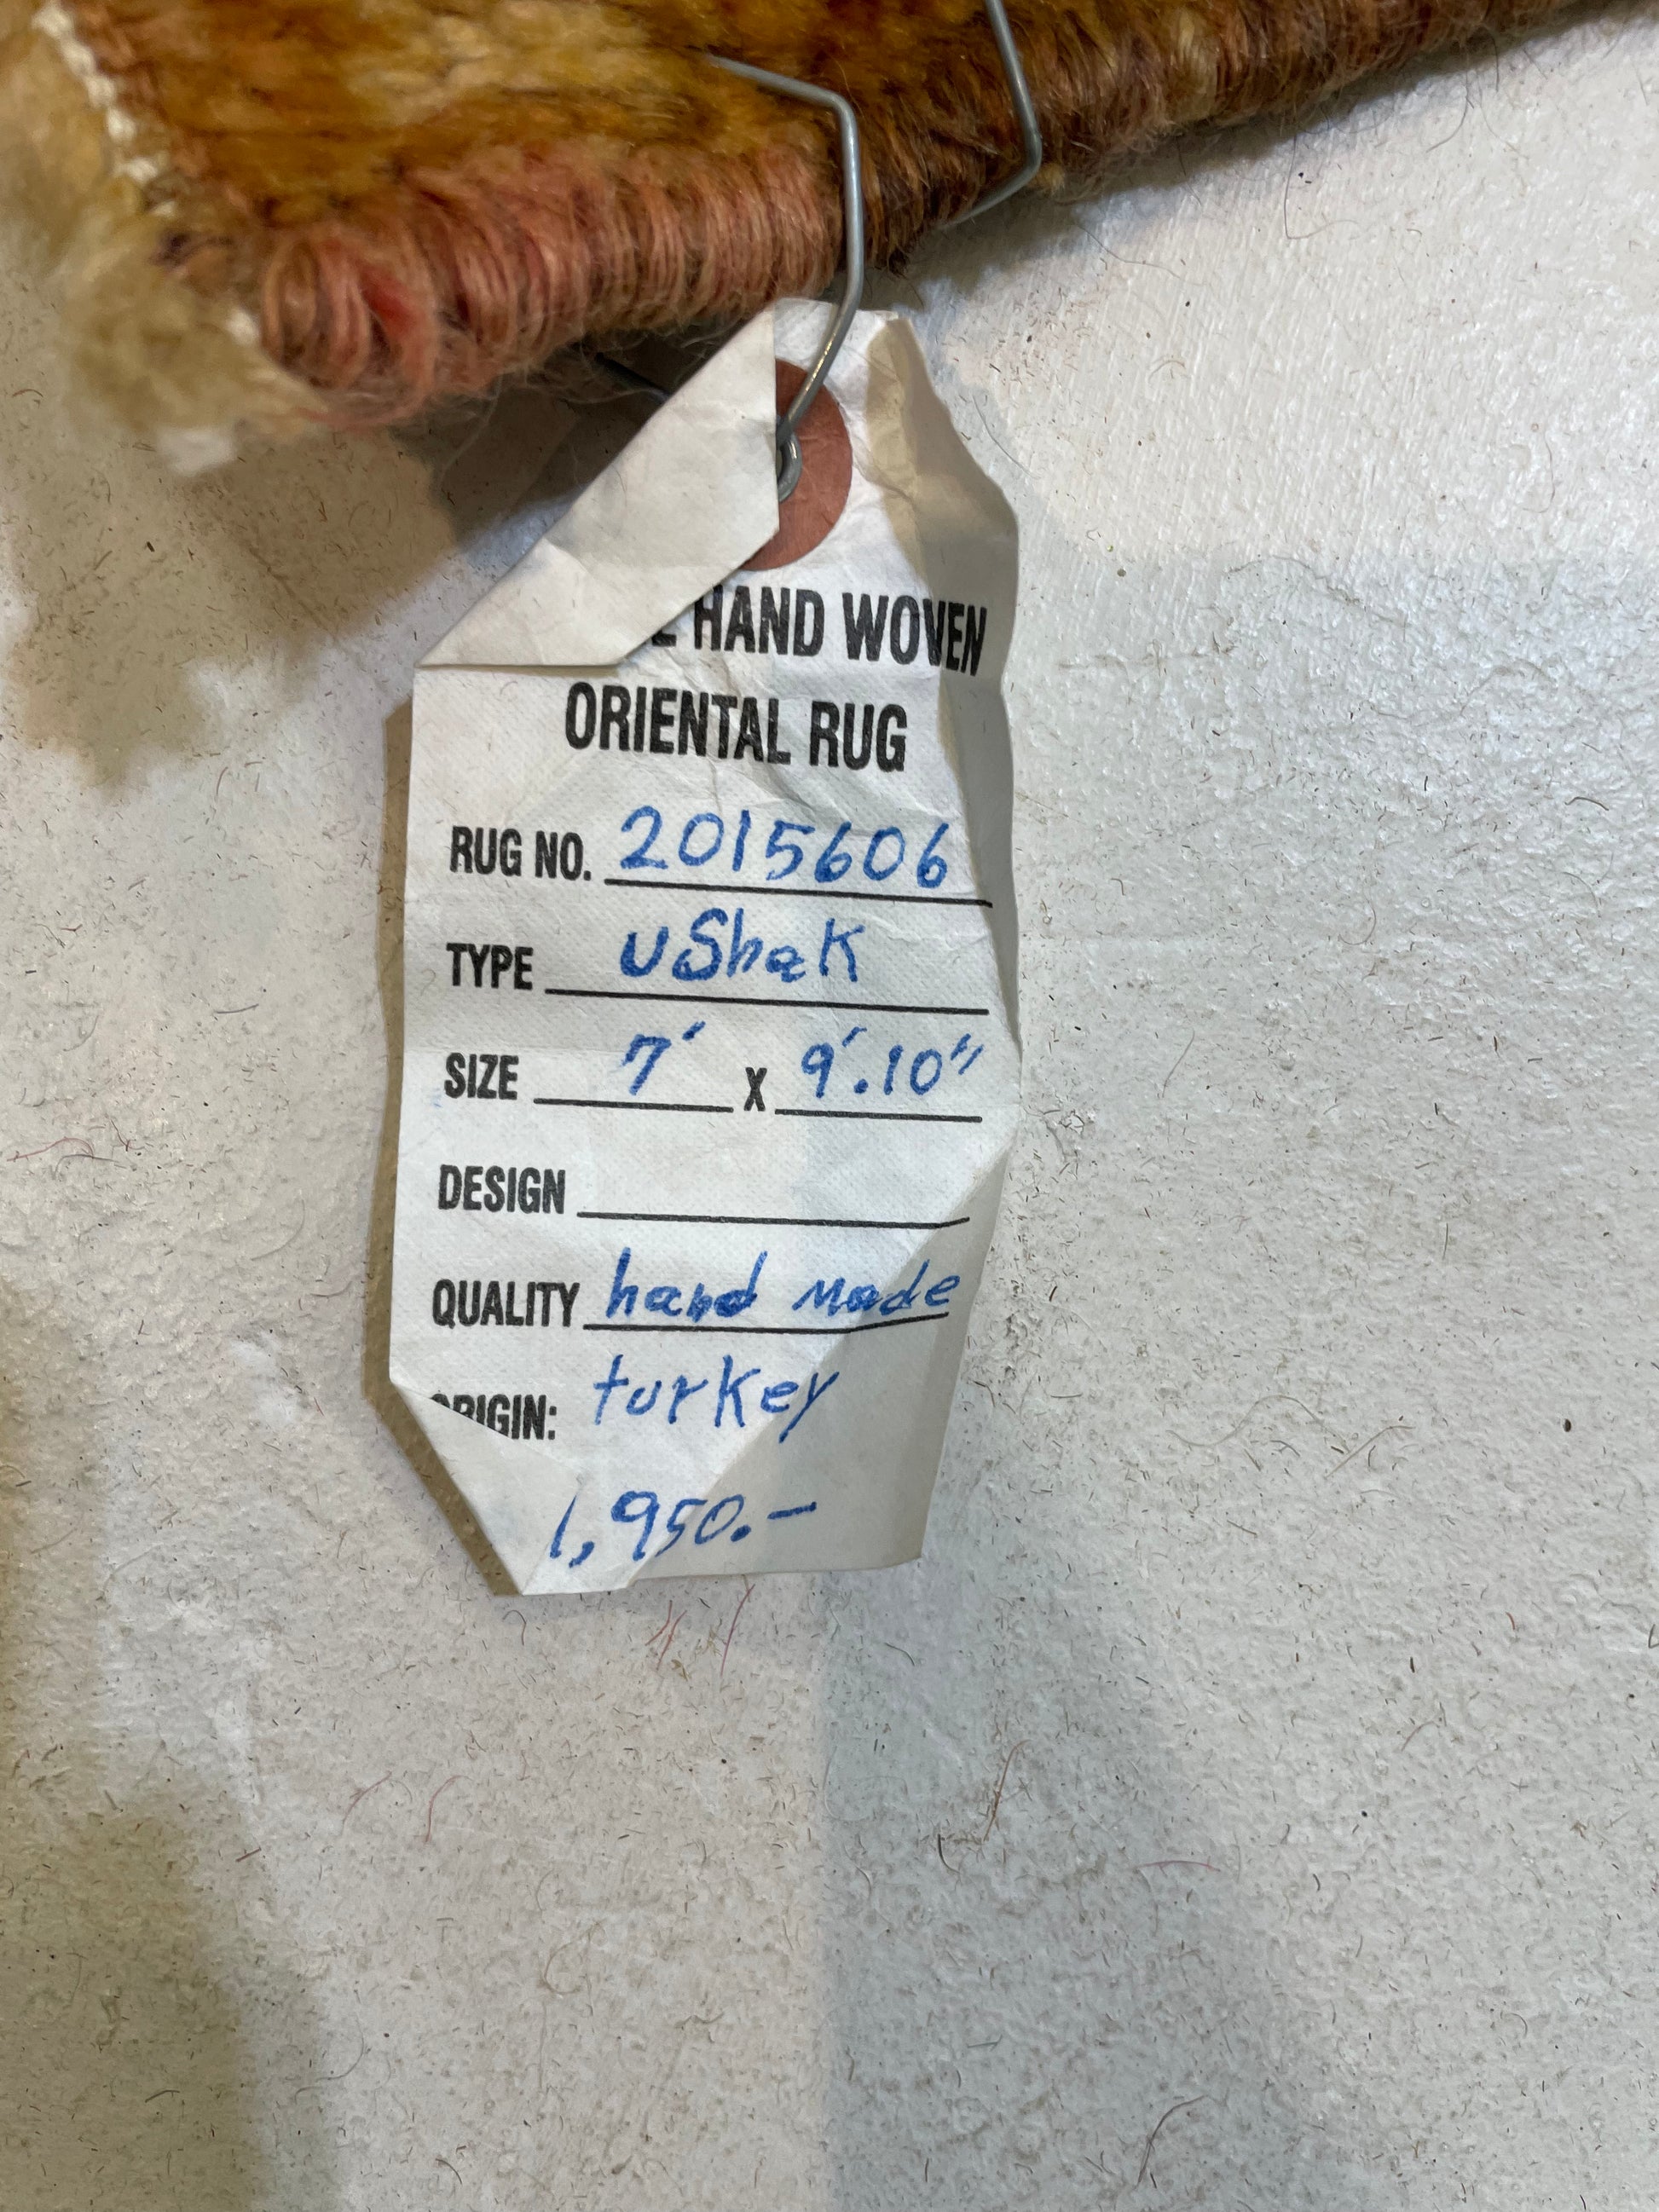 HAND WOVEN
ORIENTAL RUG
RUG NO. 2015606
TYPE UShaK
SIZE 7' X 9'.10"
DESIGN
QUALITY hand made
ORIGIN: turkey
1,950.-